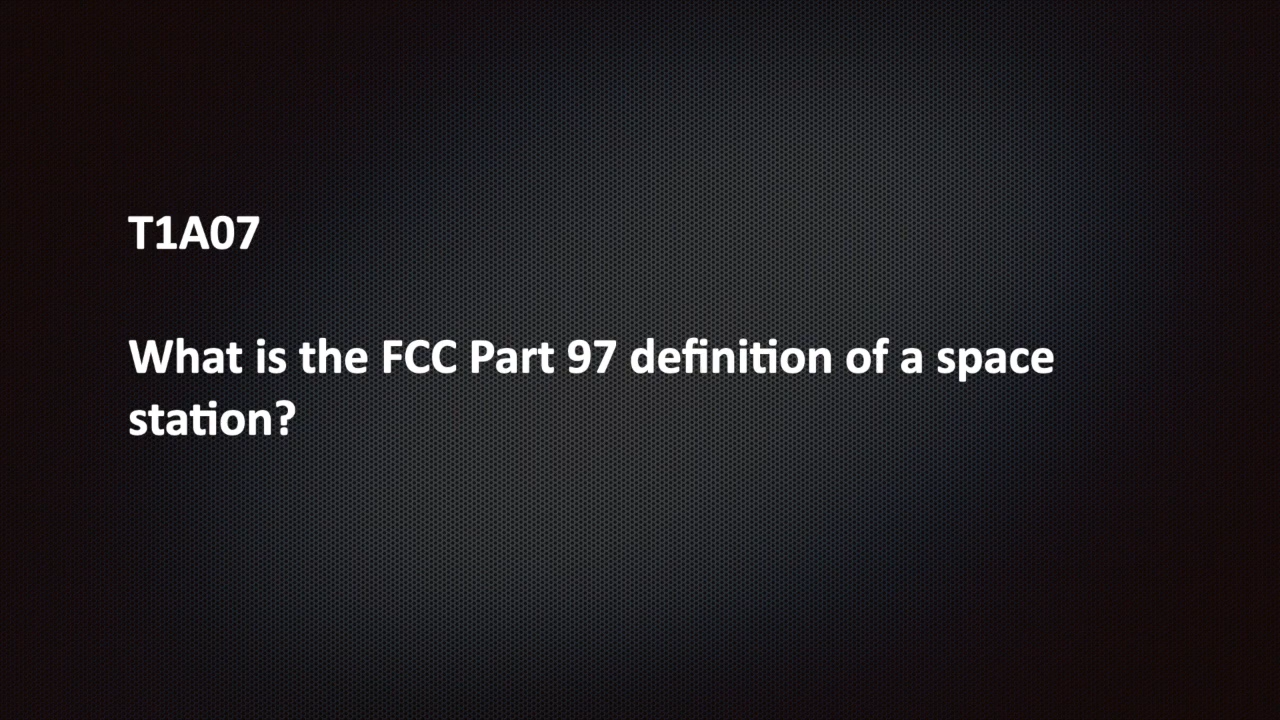 T1A07
What is the FCC Part 97 definition of a space
station?